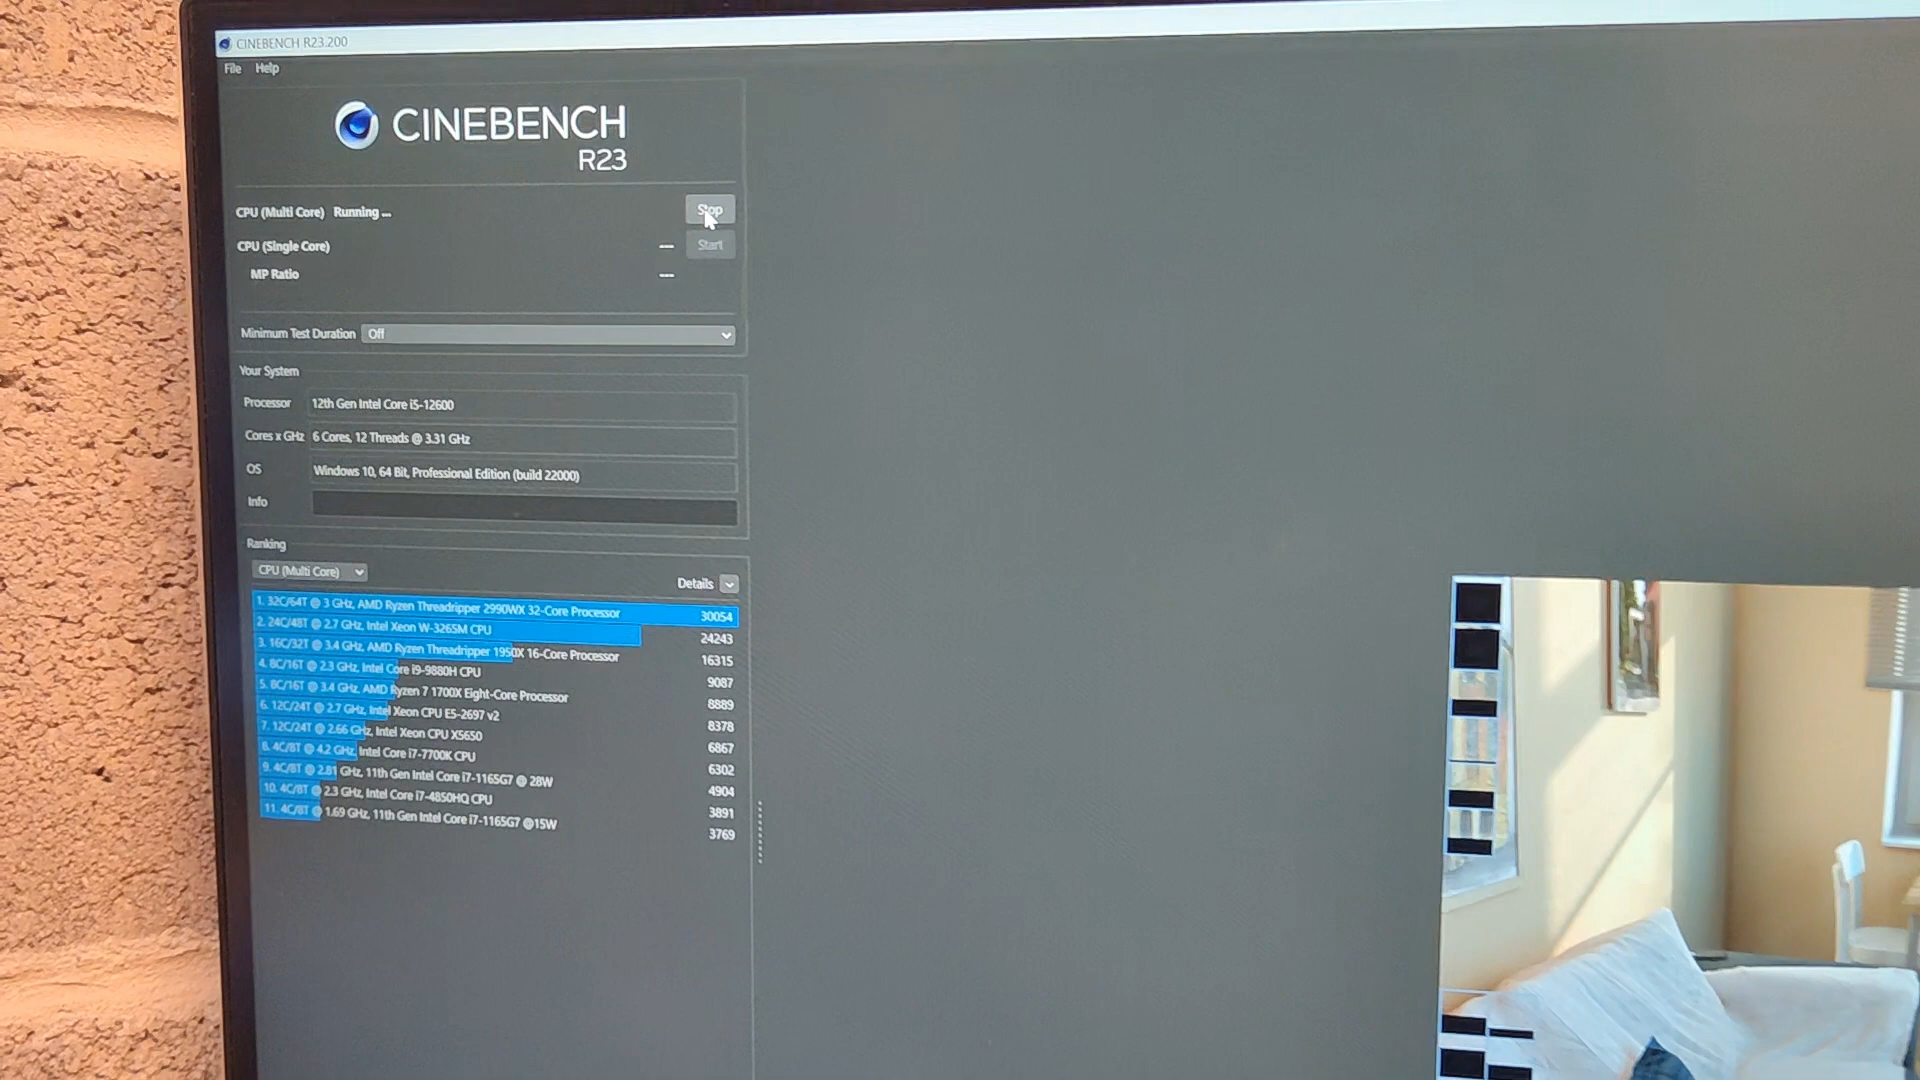 CINEBENCH R23.200
File Help
CINEBENCH
R23
CPU (Multi Core) Running ... Stop
CPU (Single Core) --- Start
MP Ratio ---
Minimum Test Duration Off
Your System
Processor 12th Gen Intel Core i5-12600
Cores x GHz 6 Cores, 12 Threads @ 3.31 GHz
OS Windows 10, 64 Bit, Professional Edition (build 22000)
Info
Ranking
CPU (Multi Core) Details
1. 32C/64T @ 3 GHz, AMD Ryzen Threadripper 2990WX 32-Core Processor 30054
2. 24C/48T @ 2.7 GHz, Intel Xeon W-3265M CPU 24243
3. 16C/32T @ 3.4 GHz, AMD Ryzen Threadripper 1950X 16-Core Processor 16315
4. 8C/16T @ 2.3 GHz, Intel Core i9-9880H CPU 9087
5. 8C/16T @ 3.4 GHz, AMD Ryzen 7 1700X Eight-Core Processor 8889
6. 12C/24T @ 2.7 GHz, Intel Xeon CPU E5-2697 v2 8378
7. 12C/24T @ 2.66 GHz, Intel Xeon CPU X5650 6867
8. 4C/8T @ 4.2 GHz, Intel Core i7-7700K CPU 6302
9. 4C/8T @ 2.81 GHz, 11th Gen Intel Core i7-1165G7 @ 28W 4904
10. 4C/8T @ 2.3 GHz, Intel Core i7-4850HQ CPU 3891
11. 4C/8T @ 1.69 GHz, 11th Gen Intel Core i7-1165G7 @15W 3769